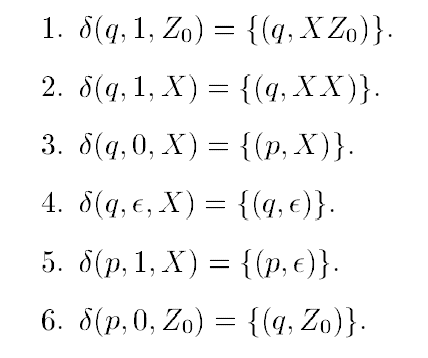 1. δ(q, 1, Z₀) = {(q, XZ₀)}.
2. δ(q, 1, X) = {(q, XX)}.
3. δ(q, 0, X) = {(p, X)}.
4. δ(q, ϵ, X) = {(q, ϵ)}.
5. δ(p, 1, X) = {(p, ϵ)}.
6. δ(p, 0, Z₀) = {(q, Z₀)}.